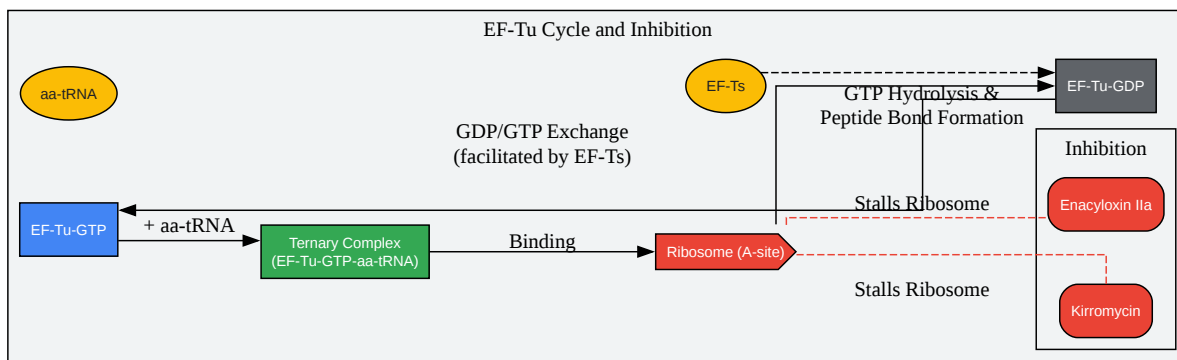 EF-Tu Cycle and Inhibition
aa-tRNA
EF-Ts
EF-Tu-GDP
GTP Hydrolysis &
Peptide Bond Formation
GDP/GTP Exchange
(facilitated by EF-Ts)
Inhibition
Enacyloxin IIa
Stalls Ribosome
EF-Tu-GTP
+ aa-tRNA
Ternary Complex
(EF-Tu-GTP-aa-tRNA)
Binding
Ribosome (A-site)
Stalls Ribosome
Kirromycin